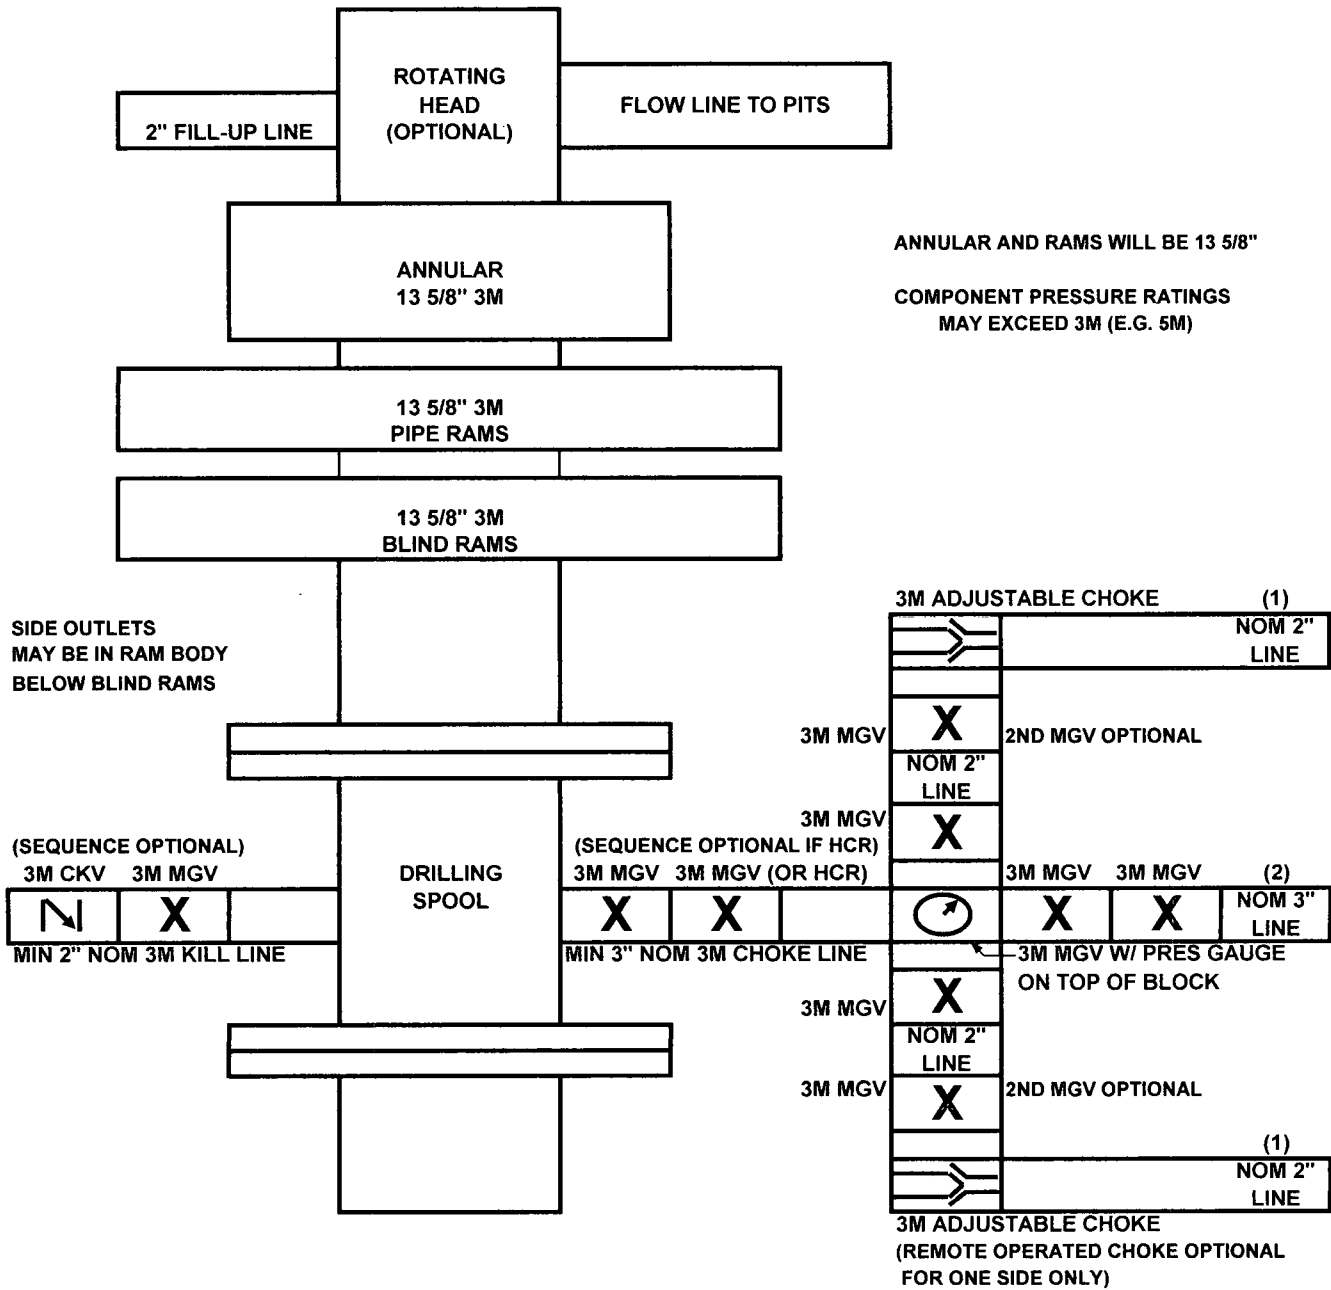 ROTATING
HEAD
(OPTIONAL)
FLOW LINE TO PITS
2" FILL-UP LINE
ANNULAR
13 5/8" 3M
ANNULAR AND RAMS WILL BE 13 5/8"
COMPONENT PRESSURE RATINGS
MAY EXCEED 3M (E.G. 5M)
13 5/8" 3M
PIPE RAMS
13 5/8" 3M
BLIND RAMS
SIDE OUTLETS
MAY BE IN RAM BODY
BELOW BLIND RAMS
3M ADJUSTABLE CHOKE (1)
NOM 2"
LINE
X
3M MGV
2ND MGV OPTIONAL
NOM 2"
LINE
3M MGV
X
(SEQUENCE OPTIONAL)
3M CKV 3M MGV
X
MIN 2" NOM 3M KILL LINE
DRILLING
SPOOL
(SEQUENCE OPTIONAL IF HCR)
3M MGV 3M MGV (OR HCR)
X X
MIN 3" NOM 3M CHOKE LINE
3M MGV 3M MGV (2)
X X
NOM 3"
LINE
3M MGV W/ PRES GAUGE
ON TOP OF BLOCK
X
3M MGV
NOM 2"
LINE
3M MGV
X
2ND MGV OPTIONAL
(1)
NOM 2"
LINE
3M ADJUSTABLE CHOKE
(REMOTE OPERATED CHOKE OPTIONAL
FOR ONE SIDE ONLY)